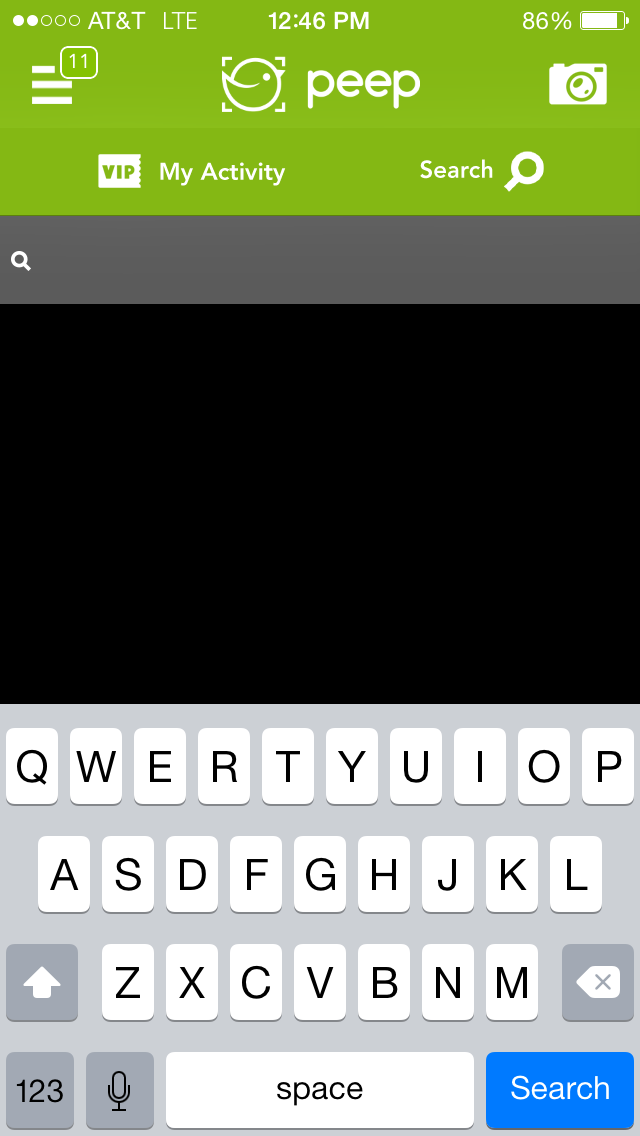 AT&T LTE 12:46 PM 86%
11 peep
VIP My Activity Search
Q W E R T Y U I O P
A S D F G H J K L
Z X C V B N M
123 space Search